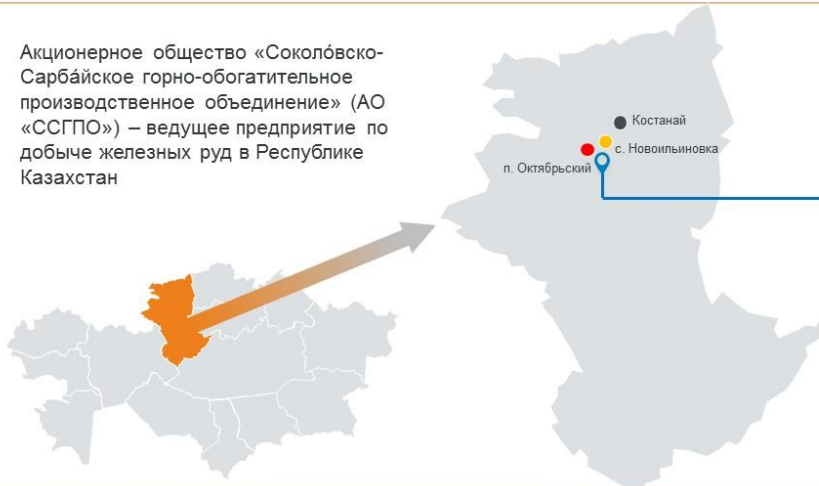 Акционерное общество «Соколо́вско-
Сарба́йское горно-обогатительное
производственное объединение» (АО
«ССГПО») – ведущее предприятие по
добыче железных руд в Республике
Казахстан
Костанай
с. Новоильиновка
п. Октябрьский